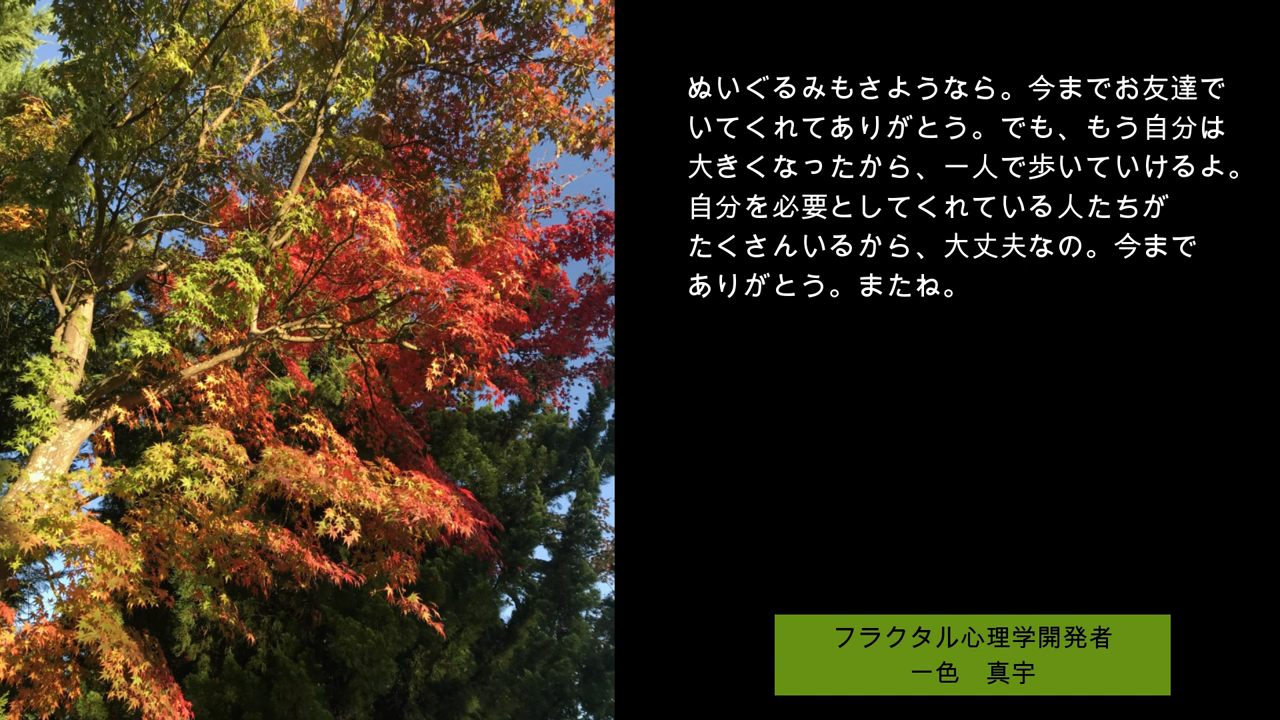 ぬいぐるみもさようなら。今までお友達で
いてくれてありがとう。でも、もう自分は
大きくなったから、一人で歩いていけるよ。
自分を必要としてくれている人たちが
たくさんいるから、大丈夫なの。今まで
ありがとう。またね。
フラクタル心理学開発者
一色　真宇